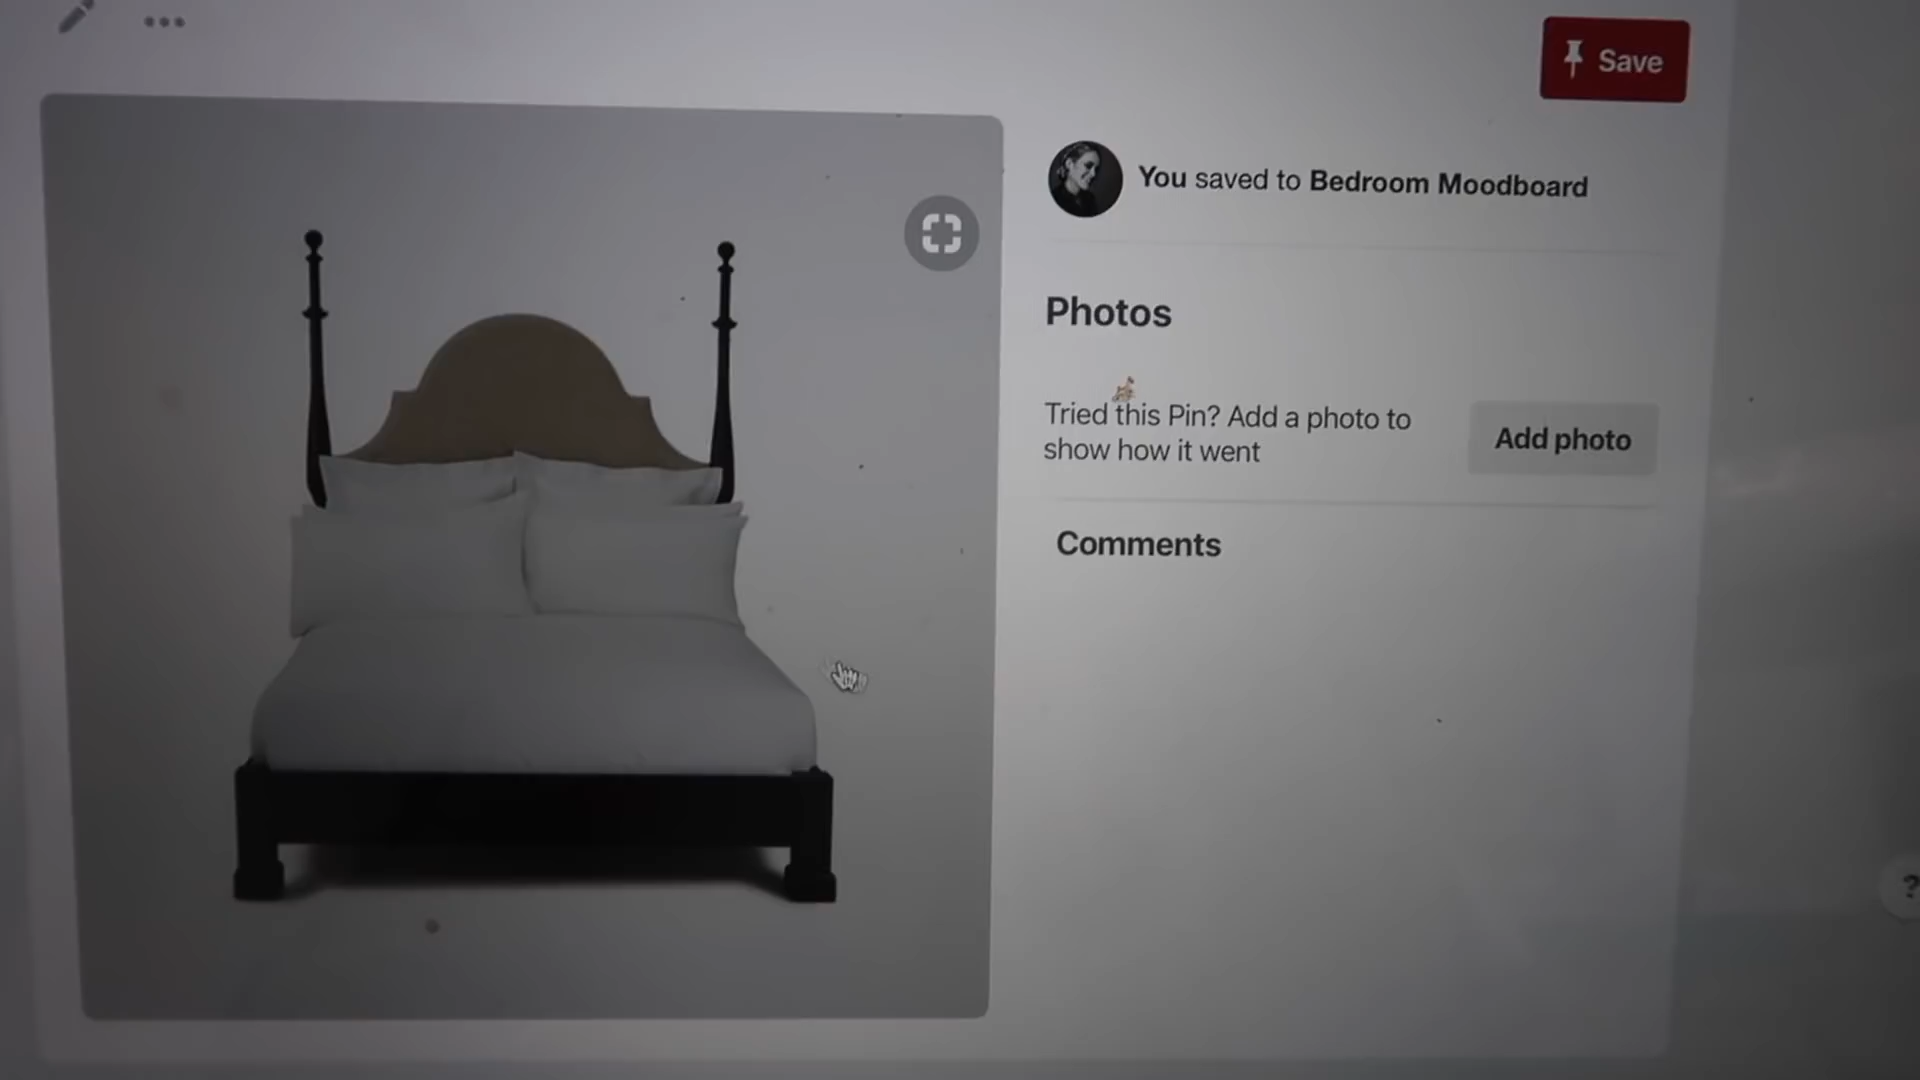 Save
You saved to Bedroom Moodboard
Photos
Tried this Pin? Add a photo to
show how it went
Add photo
Comments
?